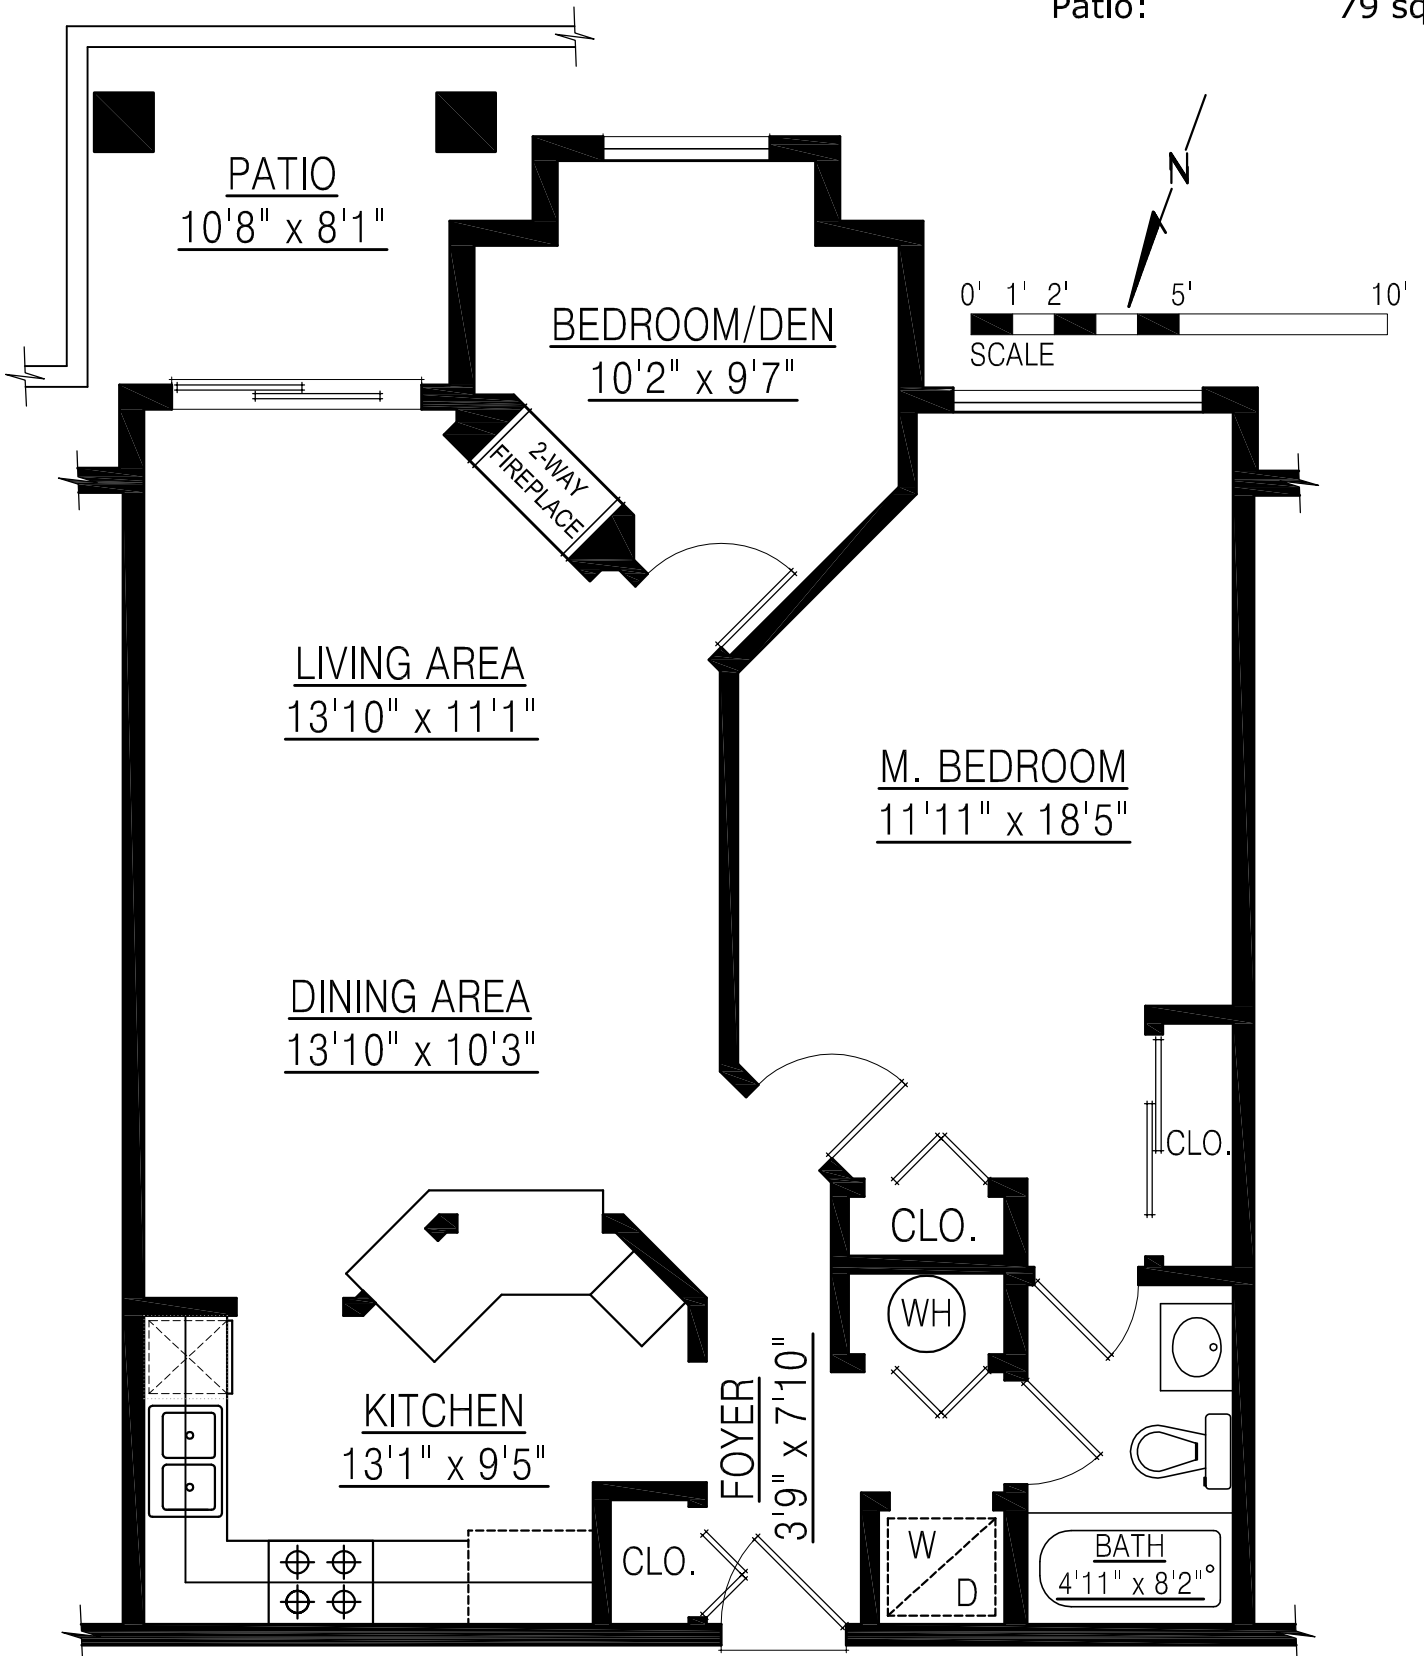 Patio: 79 sq
PATIO
10'8" x 8'1"
N
0' 1' 2' 5' 10'
SCALE
BEDROOM/DEN
10'2" x 9'7"
2-WAY
FIREPLACE
LIVING AREA
13'10" x 11'1"
M. BEDROOM
11'11" x 18'5"
DINING AREA
13'10" x 10'3"
CLO.
CLO.
WH
KITCHEN
13'1" x 9'5"
FOYER
3'9" x 7'10"
CLO.
W
D
BATH
4'11" x 8'2"